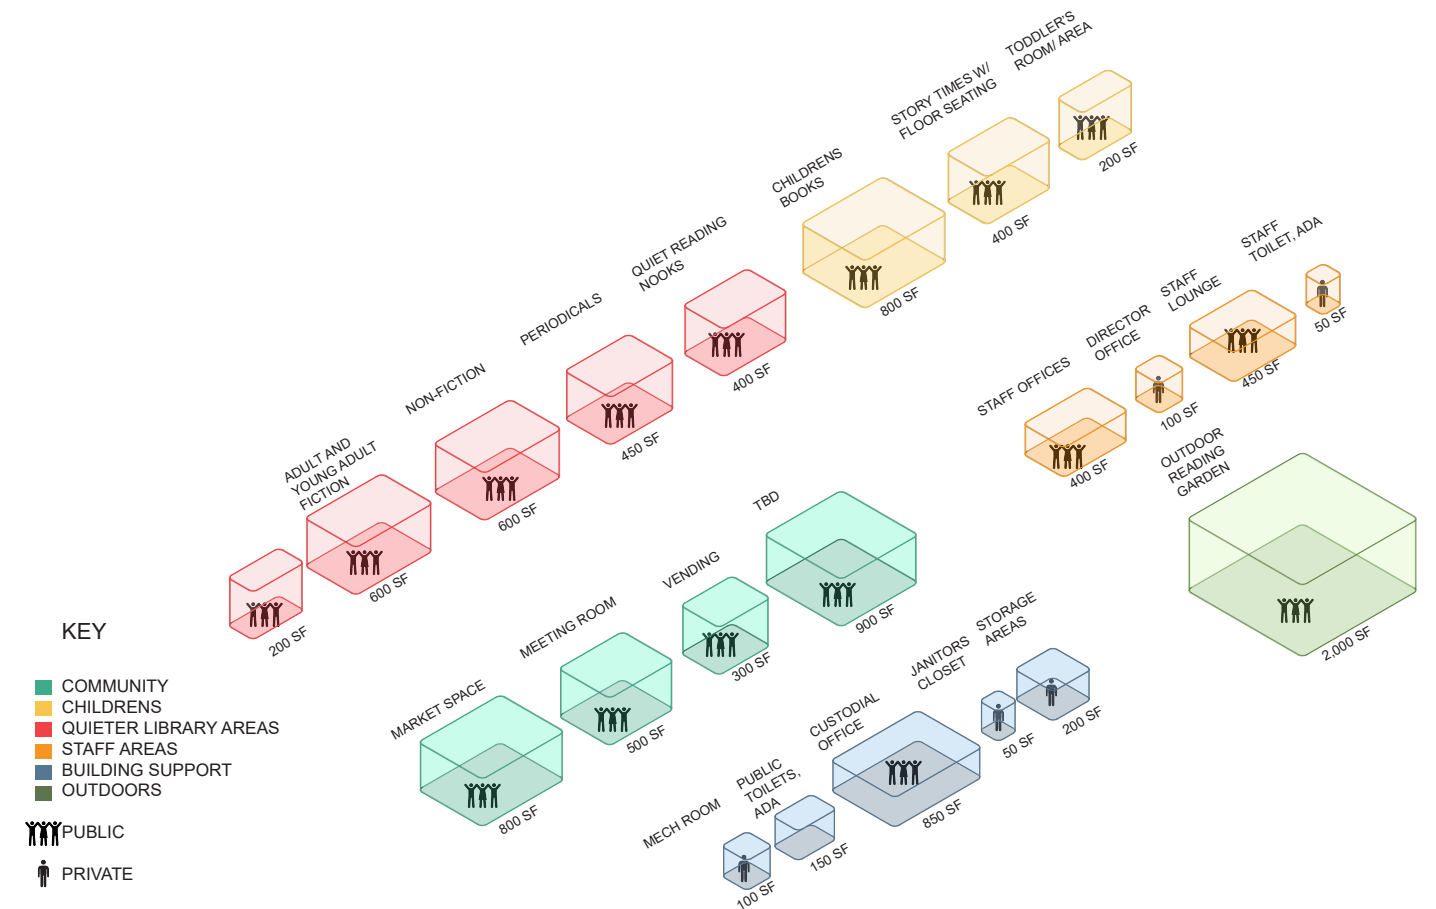 TODDLER'S
ROOM/ AREA
200 SF
STORY TIMES W/
FLOOR SEATING
400 SF
CHILDRENS
BOOKS
800 SF
QUIET READING
NOOKS
400 SF
PERIODICALS
450 SF
NON-FICTION
600 SF
ADULT AND
YOUNG ADULT
FICTION
600 SF
200 SF
STAFF
TOILET, ADA
50 SF
STAFF
LOUNGE
450 SF
DIRECTOR
OFFICE
100 SF
STAFF OFFICES
400 SF
OUTDOOR
READING
GARDEN
2,000 SF
TBD
900 SF
VENDING
300 SF
MEETING ROOM
500 SF
MARKET SPACE
800 SF
STORAGE
AREAS
200 SF
JANITORS
CLOSET
50 SF
CUSTODIAL
OFFICE
850 SF
PUBLIC
TOILETS,
ADA
150 SF
MECH ROOM
100 SF
KEY
COMMUNITY
CHILDRENS
QUIETER LIBRARY AREAS
STAFF AREAS
BUILDING SUPPORT
OUTDOORS
PUBLIC
PRIVATE